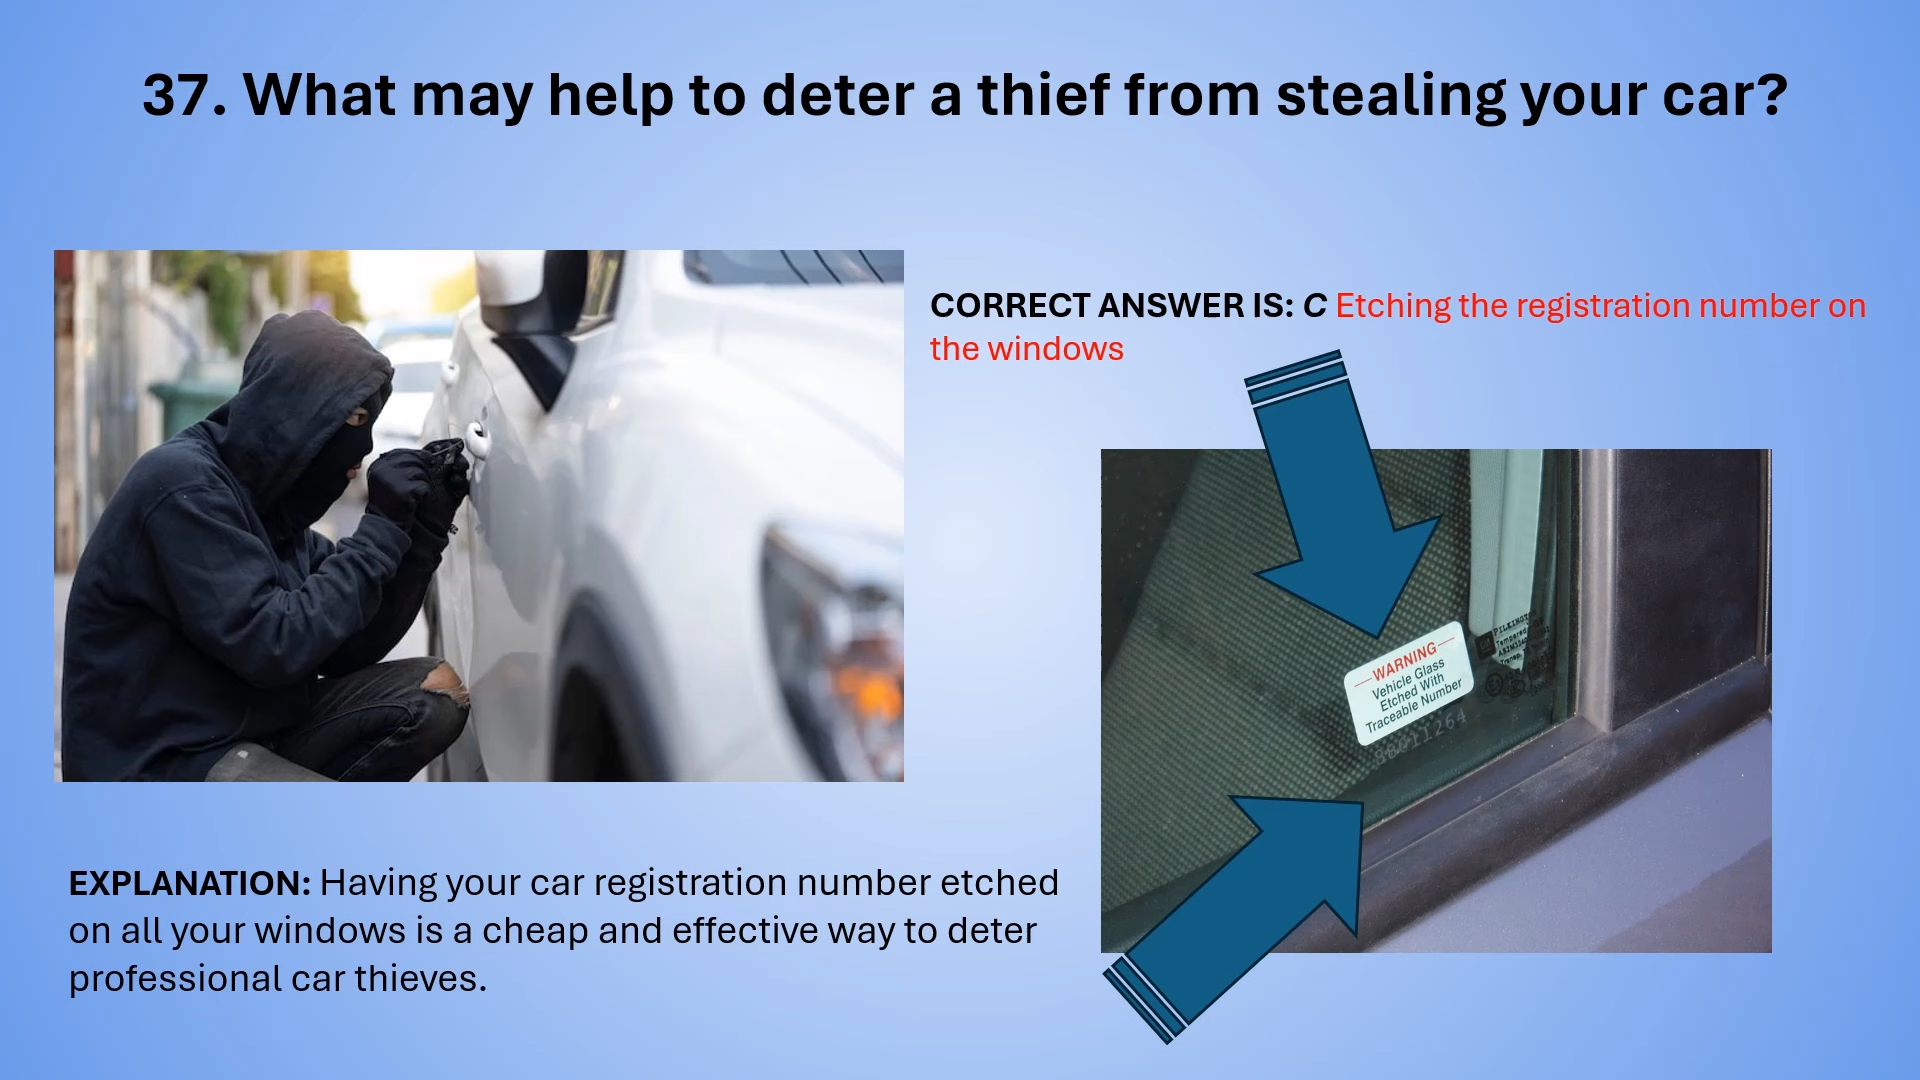 37. What may help to deter a thief from stealing your car?
CORRECT ANSWER IS: C Etching the registration number on
the windows
WARNING
Vehicle Glass
Etched With
Traceable Number
PILKINGT
Tempered
EXPLANATION: Having your car registration number etched
on all your windows is a cheap and effective way to deter
professional car thieves.